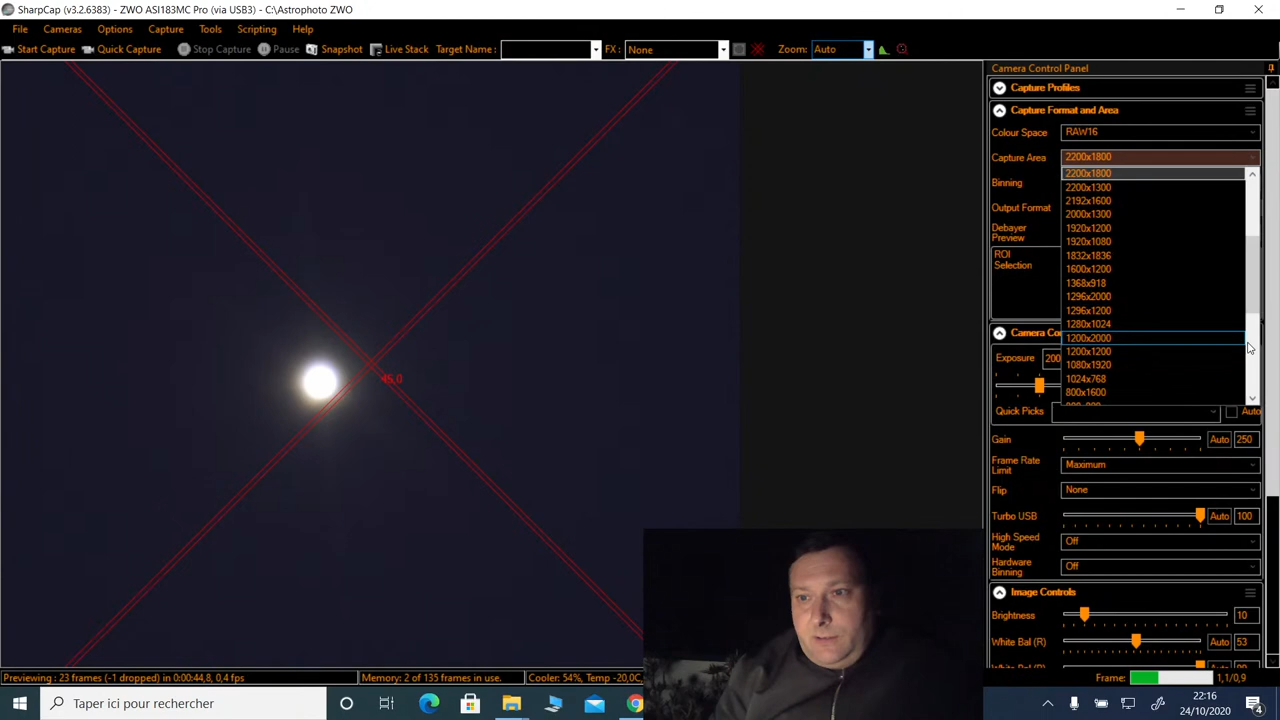 SharpCap (v3.2.6383) - ZWO ASI183MC Pro (via USB3) - C:\Astrophoto ZWO
File Cameras Options Capture Tools Scripting Help
Start Capture Quick Capture Stop Capture Pause Snapshot Live Stack Target Name : FX : None Zoom: Auto
Camera Control Panel
Capture Profiles
Capture Format and Area
Colour Space RAW16
Capture Area 2200x1800
2200x1800
Binning
2200x1300
2192x1600
Output Format
2000x1300
Debayer
Preview
1920x1200
1920x1080
ROI
Selection
1832x1836
1600x1200
1368x918
1296x2000
1296x1200
1280x1024
Camera Co
1200x2000
1200x1200
Exposure 200
1080x1920
1024x768
45,0
800x1600
Quick Picks Auto
Gain Auto 250
Frame Rate
Limit Maximum
Flip None
Turbo USB Auto 100
High Speed
Mode Off
Hardware
Binning Off
Image Controls
Brightness 10
White Bal (R) Auto 53
Previewing : 23 frames (-1 dropped) in 0:00:44,8, 0,4 fps Memory: 2 of 135 frames in use. Cooler: 54%, Temp -20,0C, Frame: 1,1/0,9
Taper ici pour rechercher
22:16
24/10/2020
4